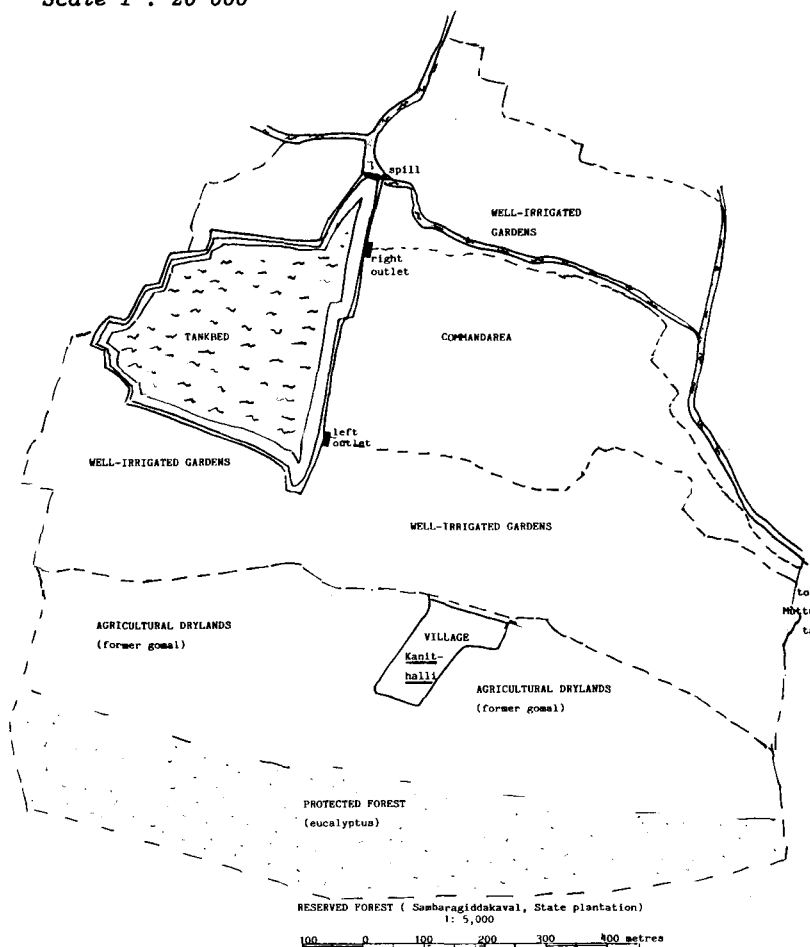 Scale 1 : 20 000
spill
WELL-IRRIGATED
GARDENS
right
outlet
TANKBED
COMMANDAREA
left
outlet
WELL-IRRIGATED GARDENS
WELL-IRRIGATED GARDENS
to
AGRICULTURAL DRYLANDS
(former gomal)
VILLAGE
Kanit-
halli
AGRICULTURAL DRYLANDS
(former gomal)
PROTECTED FOREST
(eucalyptus)
RESERVED FOREST ( Sambaragiddakaval, State plantation)
1: 5,000
100 0 100 200 300 400 metres